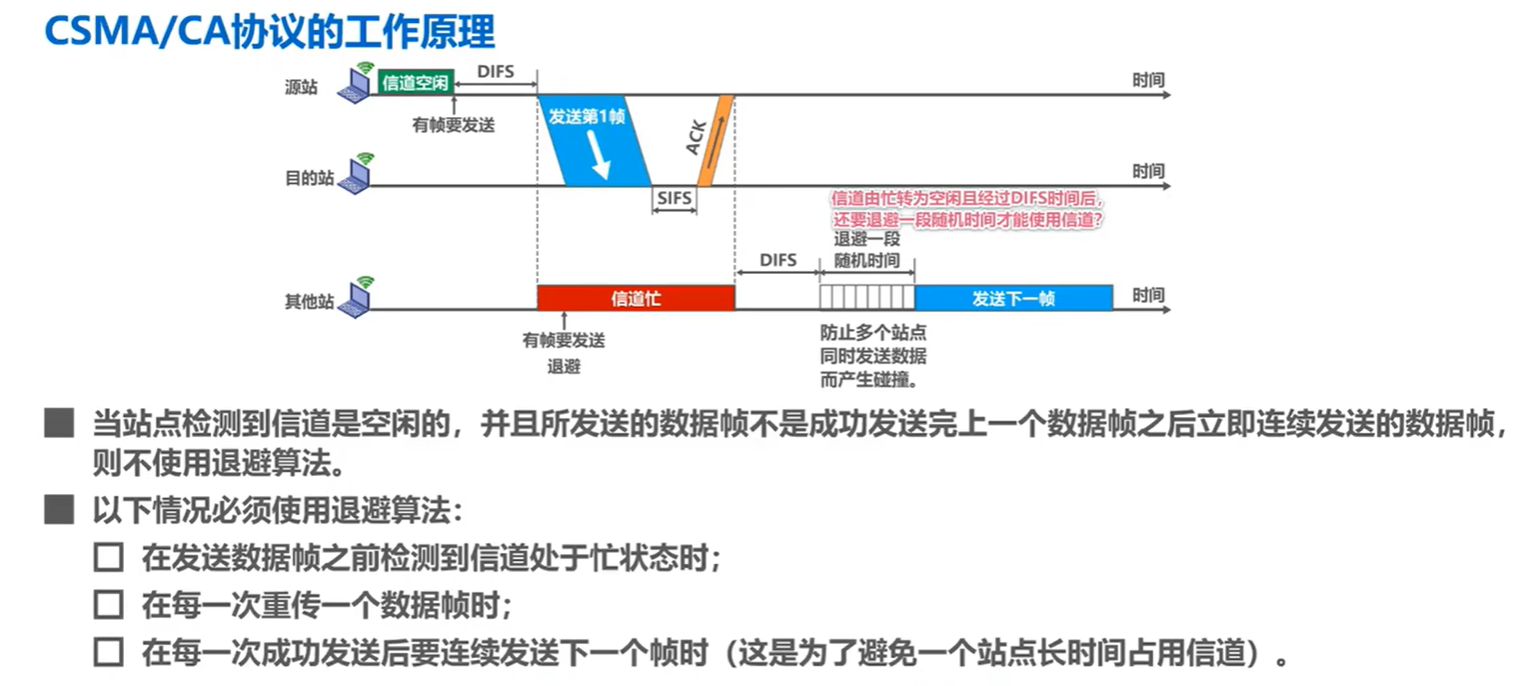 CSMA/CA协议的工作原理
源站
信道空闲
DIFS
时间
有帧要发送
发送第1帧
ACK
目的站
时间
SIFS
信道由忙转为空闲且经过DIFS时间后，
还要退避一段随机时间才能使用信道？
退避一段
随机时间
DIFS
其他站
信道忙
发送下一帧
时间
有帧要发送
退避
防止多个站点
同时发送数据
而产生碰撞。
当站点检测到信道是空闲的，并且所发送的数据帧不是成功发送完上一个数据帧之后立即连续发送的数据帧，
则不使用退避算法。
以下情况必须使用退避算法：
在发送数据帧之前检测到信道处于忙状态时；
在每一次重传一个数据帧时；
在每一次成功发送后要连续发送下一个帧时（这是为了避免一个站点长时间占用信道）。